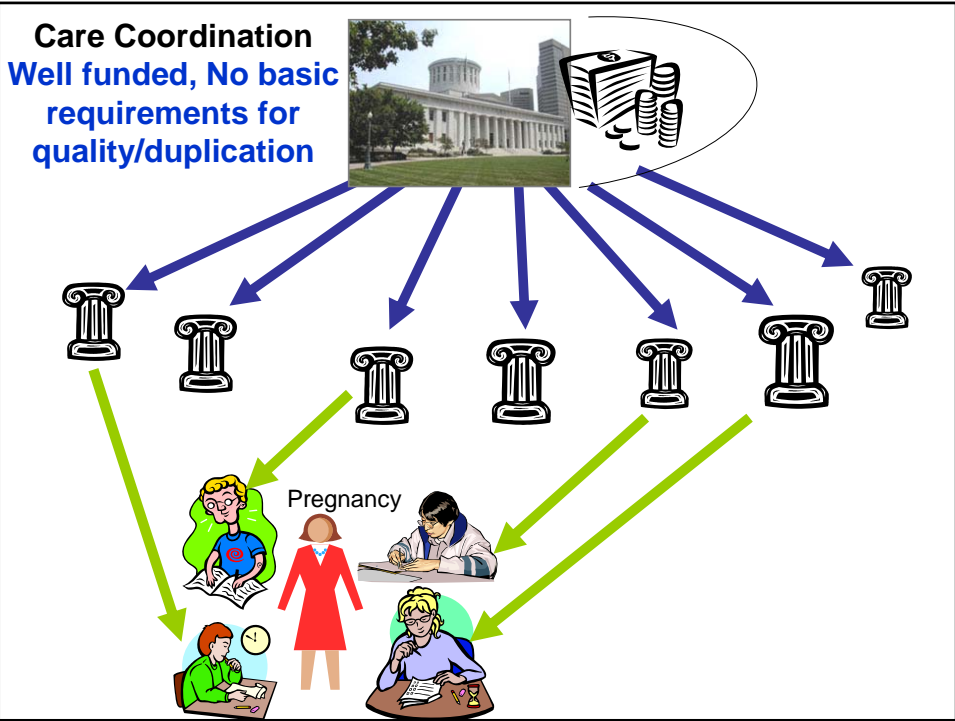 Care Coordination
Well funded, No basic
requirements for
quality/duplication
Pregnancy